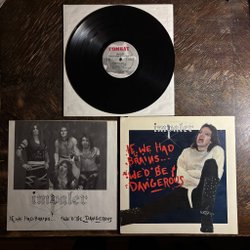 COMBAT
impaler
IF WE HAD BRAINS... WE'D BE DANGEROUS
impaler
IF WE HAD
BRAINS...
WE'D BE
DANGEROUS